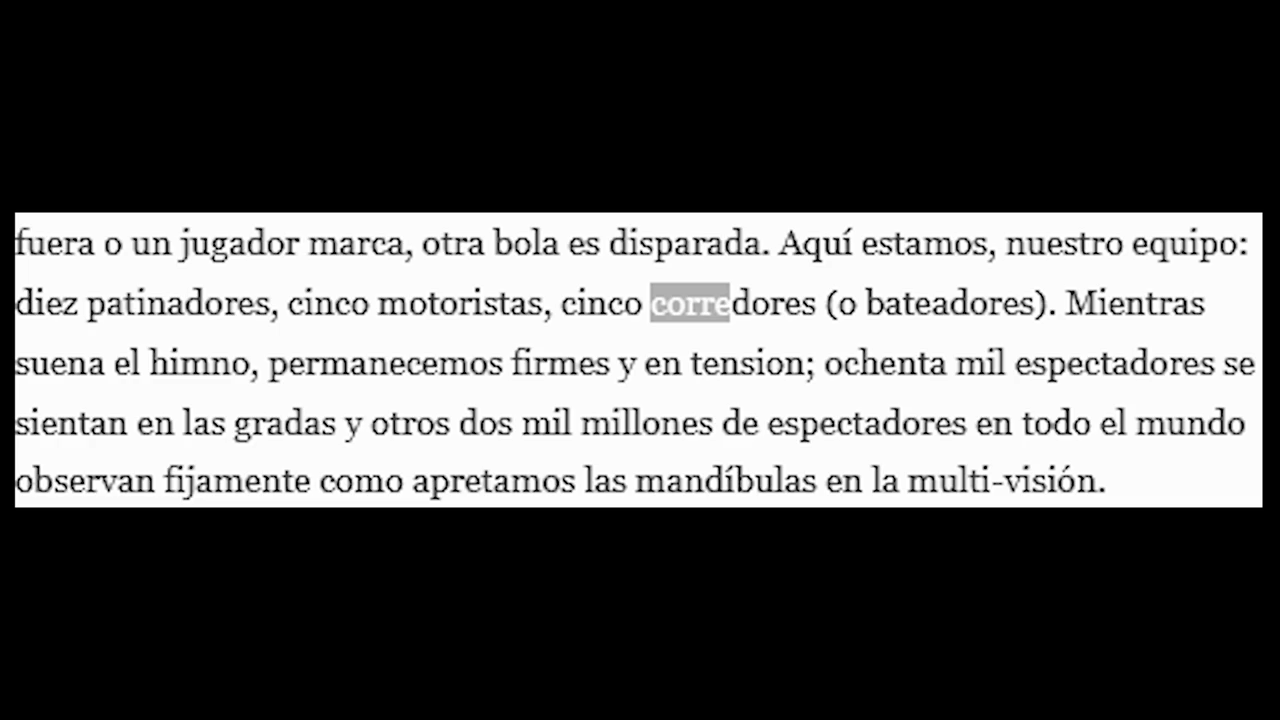 fuera o un jugador marca, otra bola es disparada. Aquí estamos, nuestro equipo:
diez patinadores, cinco motoristas, cinco corredores (o bateadores). Mientras
suena el himno, permanecemos firmes y en tension; ochenta mil espectadores se
sientan en las gradas y otros dos mil millones de espectadores en todo el mundo
observan fijamente como apretamos las mandíbulas en la multi-visión.